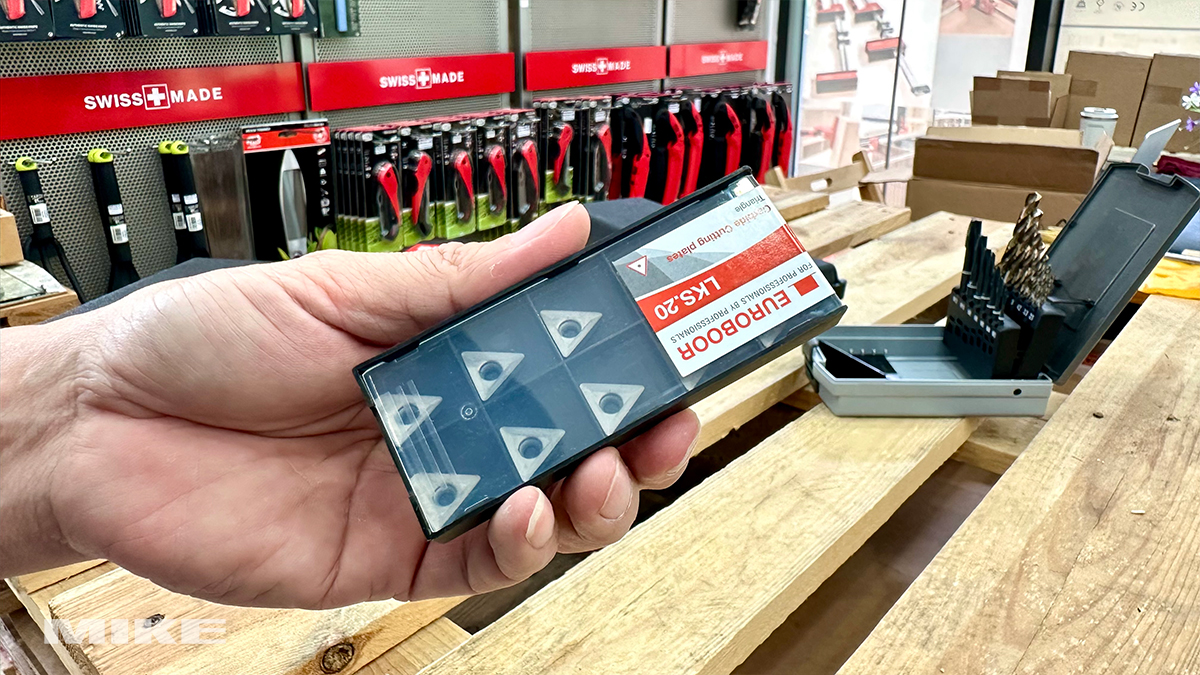 SWISS MADE
SWISS MADE
SWISS MADE
SWISS MADE
EUROBOOR
FOR PROFESSIONALS BY PROFESSIONALS
LKS.20
Carbide Cutting plates
Triangle
MIKE